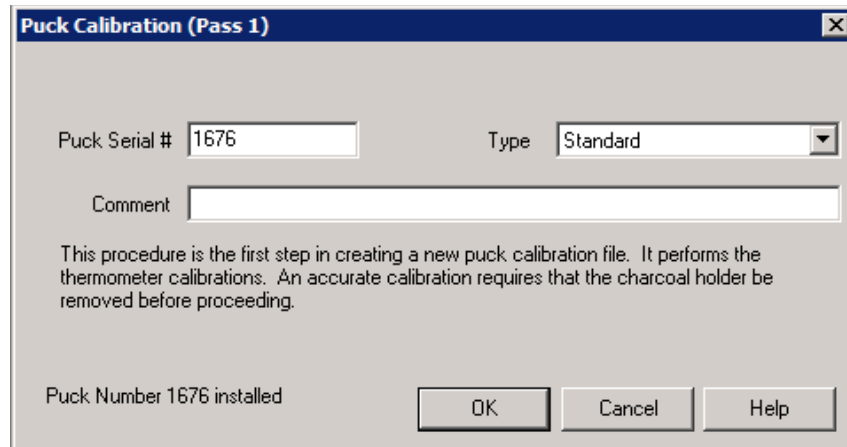 Puck Calibration (Pass 1)
Puck Serial # 1676 Type Standard
Comment
This procedure is the first step in creating a new puck calibration file. It performs the
thermometer calibrations. An accurate calibration requires that the charcoal holder be
removed before proceeding.
Puck Number 1676 installed
OK Cancel Help